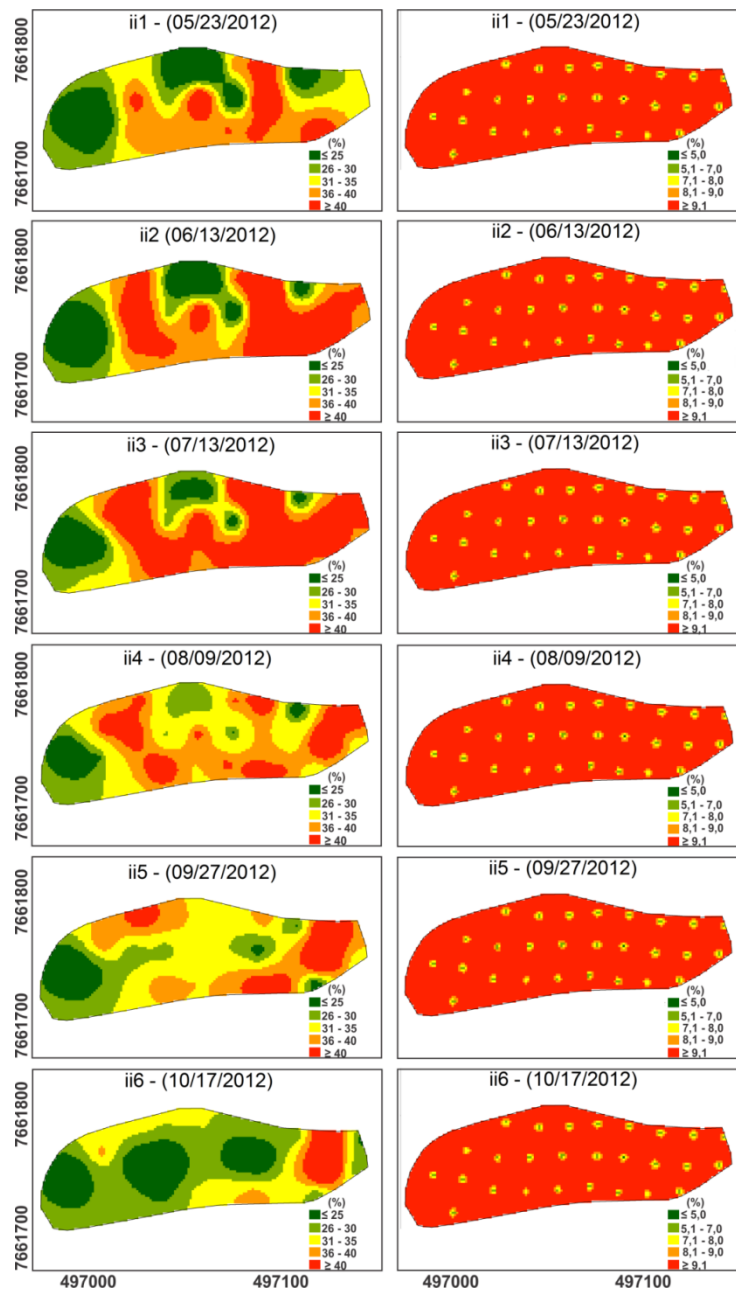 ii1 - (05/23/2012)
7661800
7661700
(%)
≤ 25
26 - 30
31 - 35
36 - 40
≥ 40
ii1 - (05/23/2012)
(%)
≤ 5,0
5,1 - 7,0
7,1 - 8,0
8,1 - 9,0
≥ 9.1
ii2 (06/13/2012)
7661800
7661700
(%)
≤ 25
26 - 30
31 - 35
36 - 40
≥ 40
ii2 - (06/13/2012)
(%)
≤ 5,0
5,1 - 7,0
7,1 - 8,0
8,1 - 9,0
≥ 9.1
ii3 (07/13/2012)
7661800
7661700
(%)
≤ 25
26 - 30
31 - 35
36 - 40
≥ 40
ii3 - (07/13/2012)
(%)
≤ 5,0
5,1 - 7,0
7,1 - 8,0
8,1 - 9,0
≥ 9.1
ii4 - (08/09/2012)
7661800
7661700
(%)
≤ 25
26 - 30
31 - 35
36 - 40
≥ 40
ii4 - (08/09/2012)
(%)
≤ 5,0
5,1 - 7,0
7,1 - 8,0
8,1 - 9,0
≥ 9.1
ii5 - (09/27/2012)
7661800
7661700
(%)
≤ 25
26 - 30
31 - 35
36 - 40
≥ 40
ii5 - (09/27/2012)
(%)
≤ 5,0
5,1 - 7,0
7,1 - 8,0
8,1 - 9,0
≥ 9.1
ii6 - (10/17/2012)
7661800
7661700
(%)
≤ 25
26 - 30
31 - 35
36 - 40
≥ 40
ii6 - (10/17/2012)
(%)
≤ 5,0
5,1 - 7,0
7,1 - 8,0
8,1 - 9,0
≥ 9.1
497000 497100 497000 497100